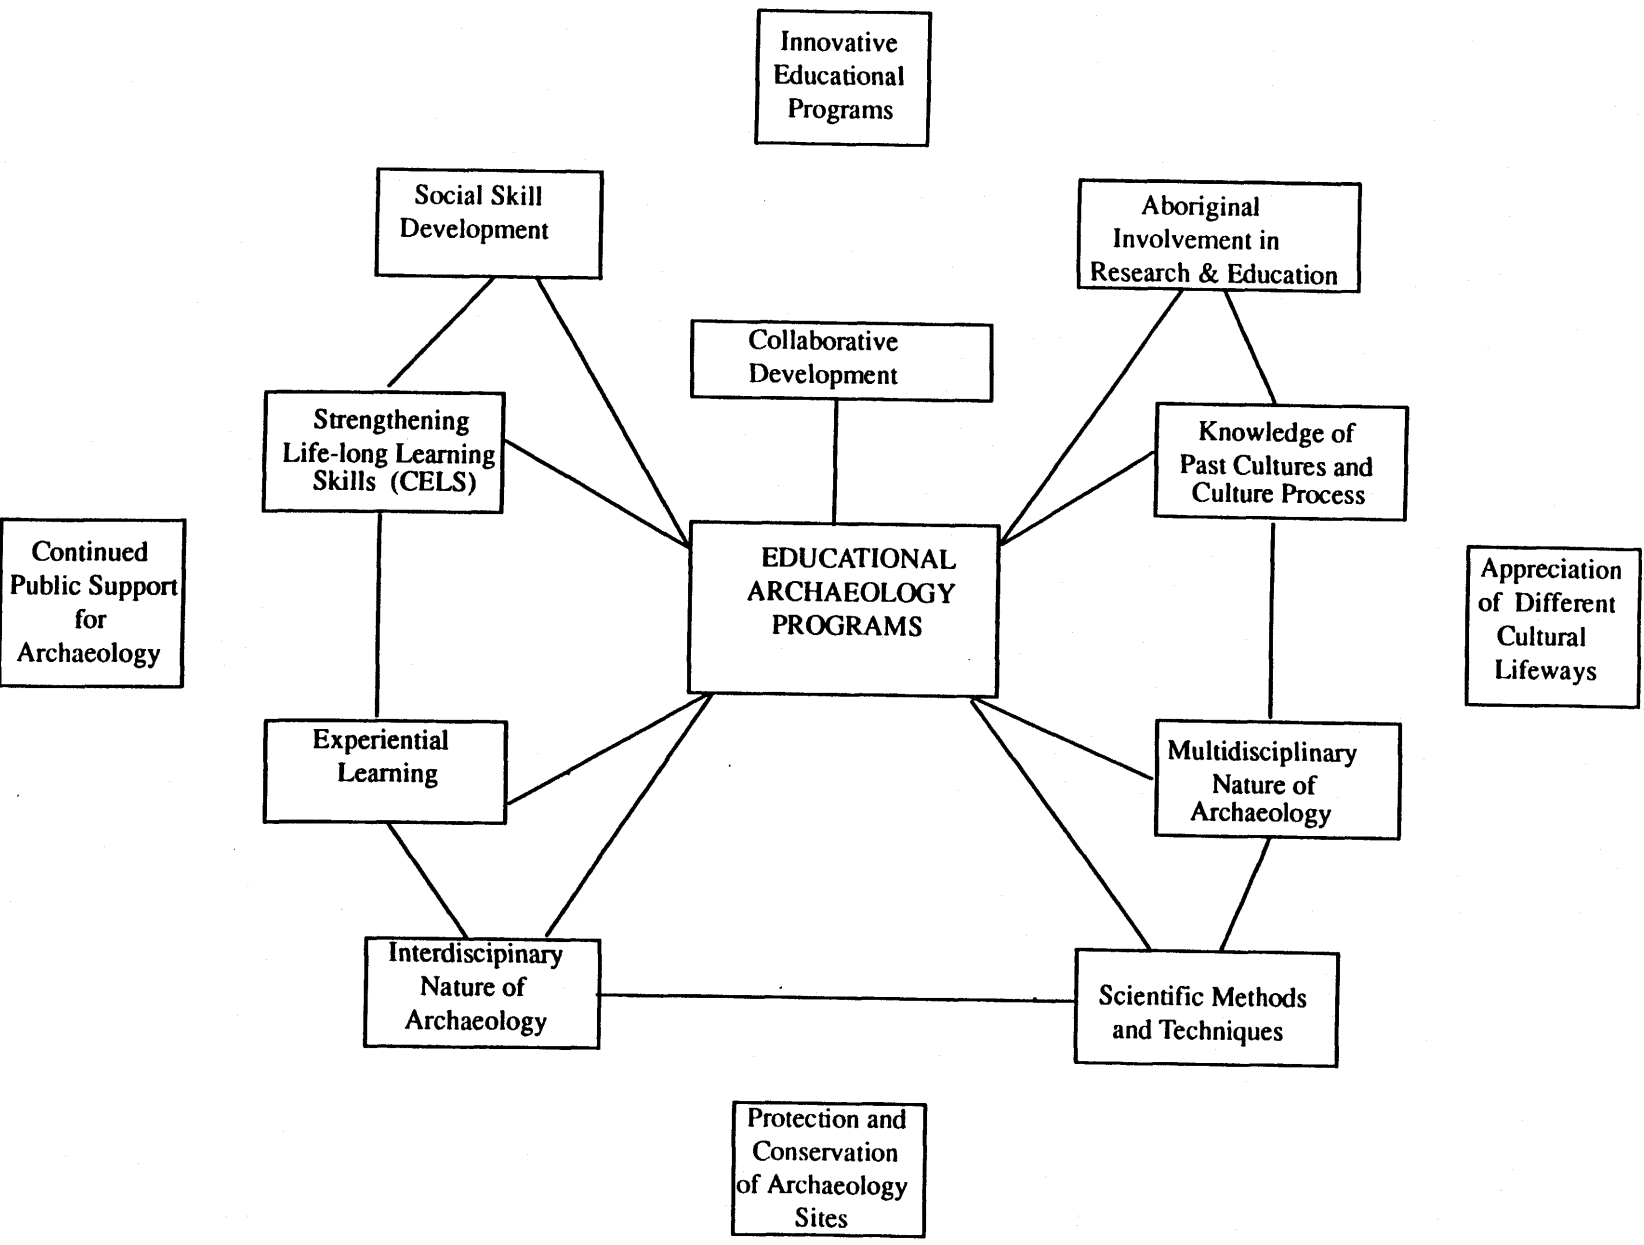 Innovative
Educational
Programs
Social Skill
Development
Aboriginal
Involvement in
Research & Education
Collaborative
Development
Strengthening
Life-long Learning
Skills (CELS)
Knowledge of
Past Cultures and
Culture Process
Continued
Public Support
for
Archaeology
EDUCATIONAL
ARCHAEOLOGY
PROGRAMS
Appreciation
of Different
Cultural
Lifeways
Experiential
Learning
Multidisciplinary
Nature of
Archaeology
Interdiscipinary
Nature of
Archaeology
Scientific Methods
and Techniques
Protection and
Conservation
of Archaeology
Sites